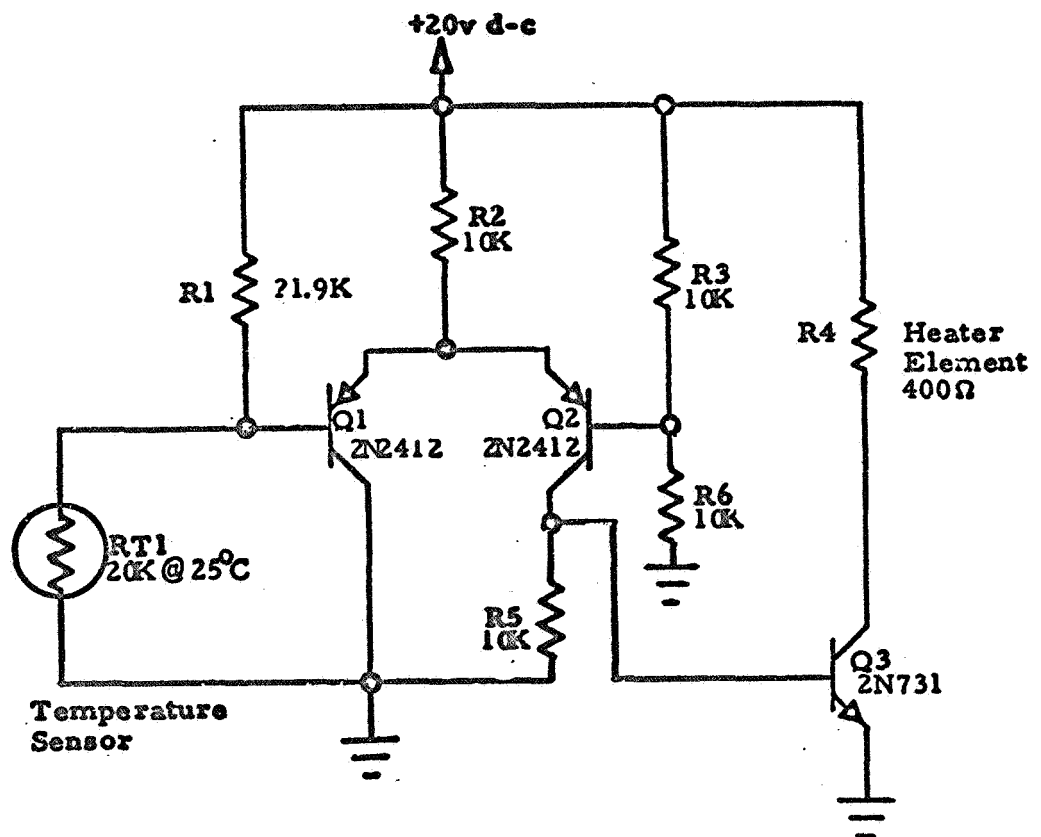 +20v d-c
R2
10K
R1
?1.9K
R3
10K
R4
Heater
Element
400Ω
Q1
2N2412
Q2
2N2412
R6
10K
RT1
20K@25°C
R5
10K
Q3
2N731
Temperature
Sensor